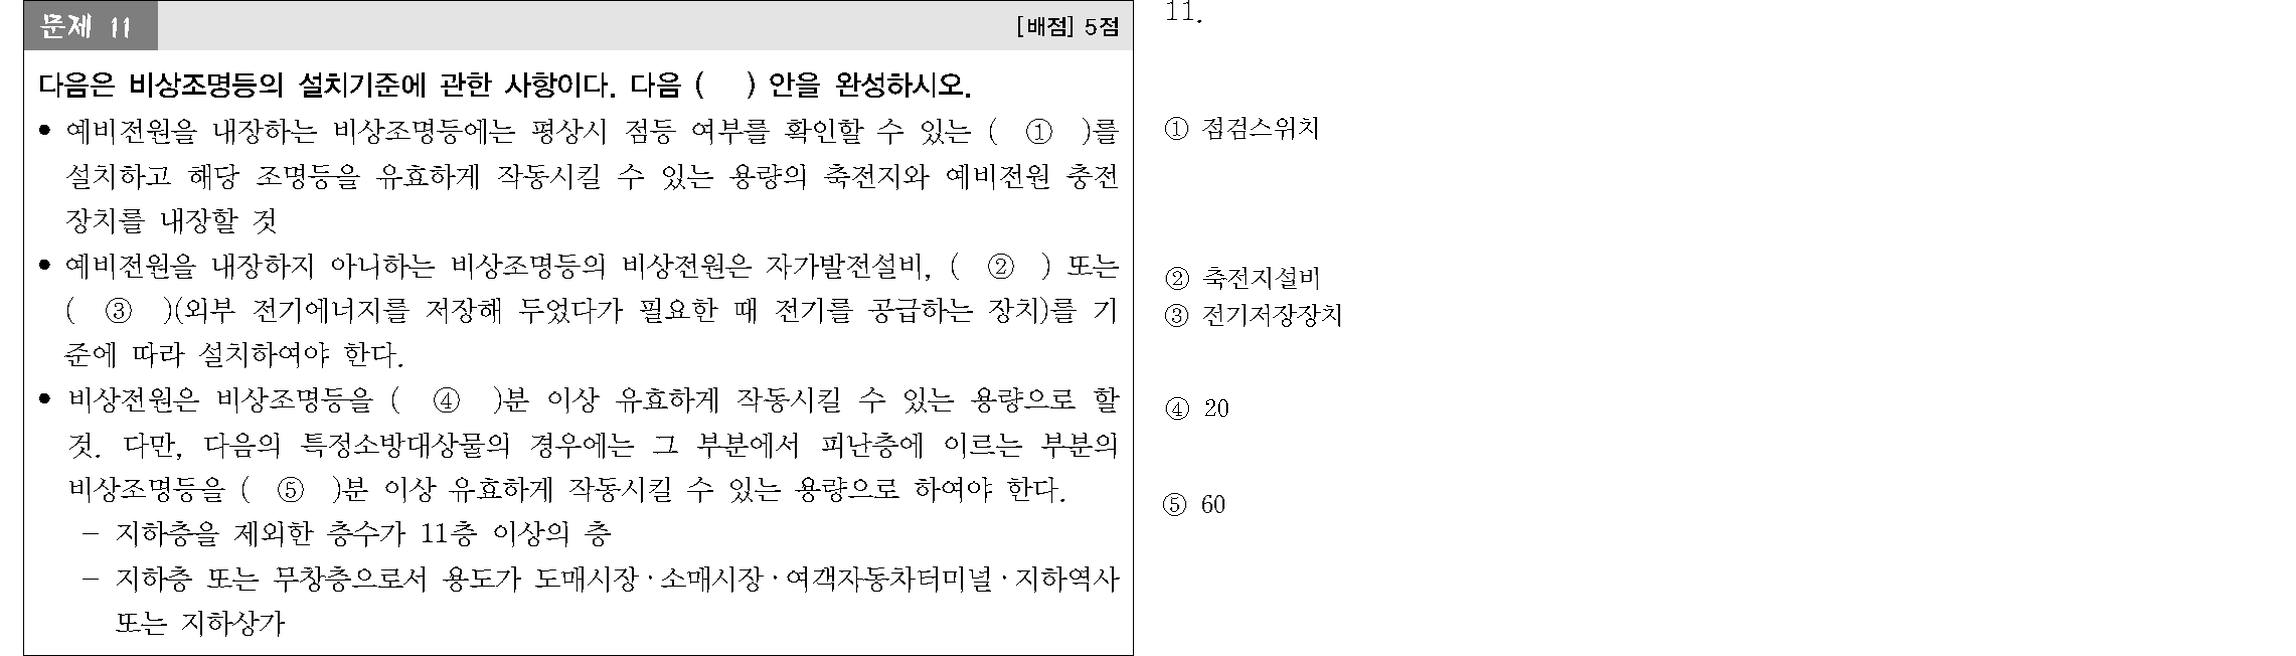 문제 11 [배점] 5점
다음은 비상조명등의 설치기준에 관한 사항이다. 다음 (    ) 안을 완성하시오.
• 예비전원을 내장하는 비상조명등에는 평상시 점등 여부를 확인할 수 있는 ( ① )를
설치하고 해당 조명등을 유효하게 작동시킬 수 있는 용량의 축전지와 예비전원 충전
장치를 내장할 것
• 예비전원을 내장하지 아니하는 비상조명등의 비상전원은 자가발전설비, ( ② ) 또는
( ③ )(외부 전기에너지를 저장해 두었다가 필요한 때 전기를 공급하는 장치)를 기
준에 따라 설치하여야 한다.
• 비상전원은 비상조명등을 ( ④ )분 이상 유효하게 작동시킬 수 있는 용량으로 할
것. 다만, 다음의 특정소방대상물의 경우에는 그 부분에서 피난층에 이르는 부분의
비상조명등을 ( ⑤ )분 이상 유효하게 작동시킬 수 있는 용량으로 하여야 한다.
– 지하층을 제외한 층수가 11층 이상의 층
– 지하층 또는 무창층으로서 용도가 도매시장·소매시장·여객자동차터미널·지하역사
또는 지하상가
11.
① 점검스위치
② 축전지설비
③ 전기저장장치
④ 20
⑤ 60